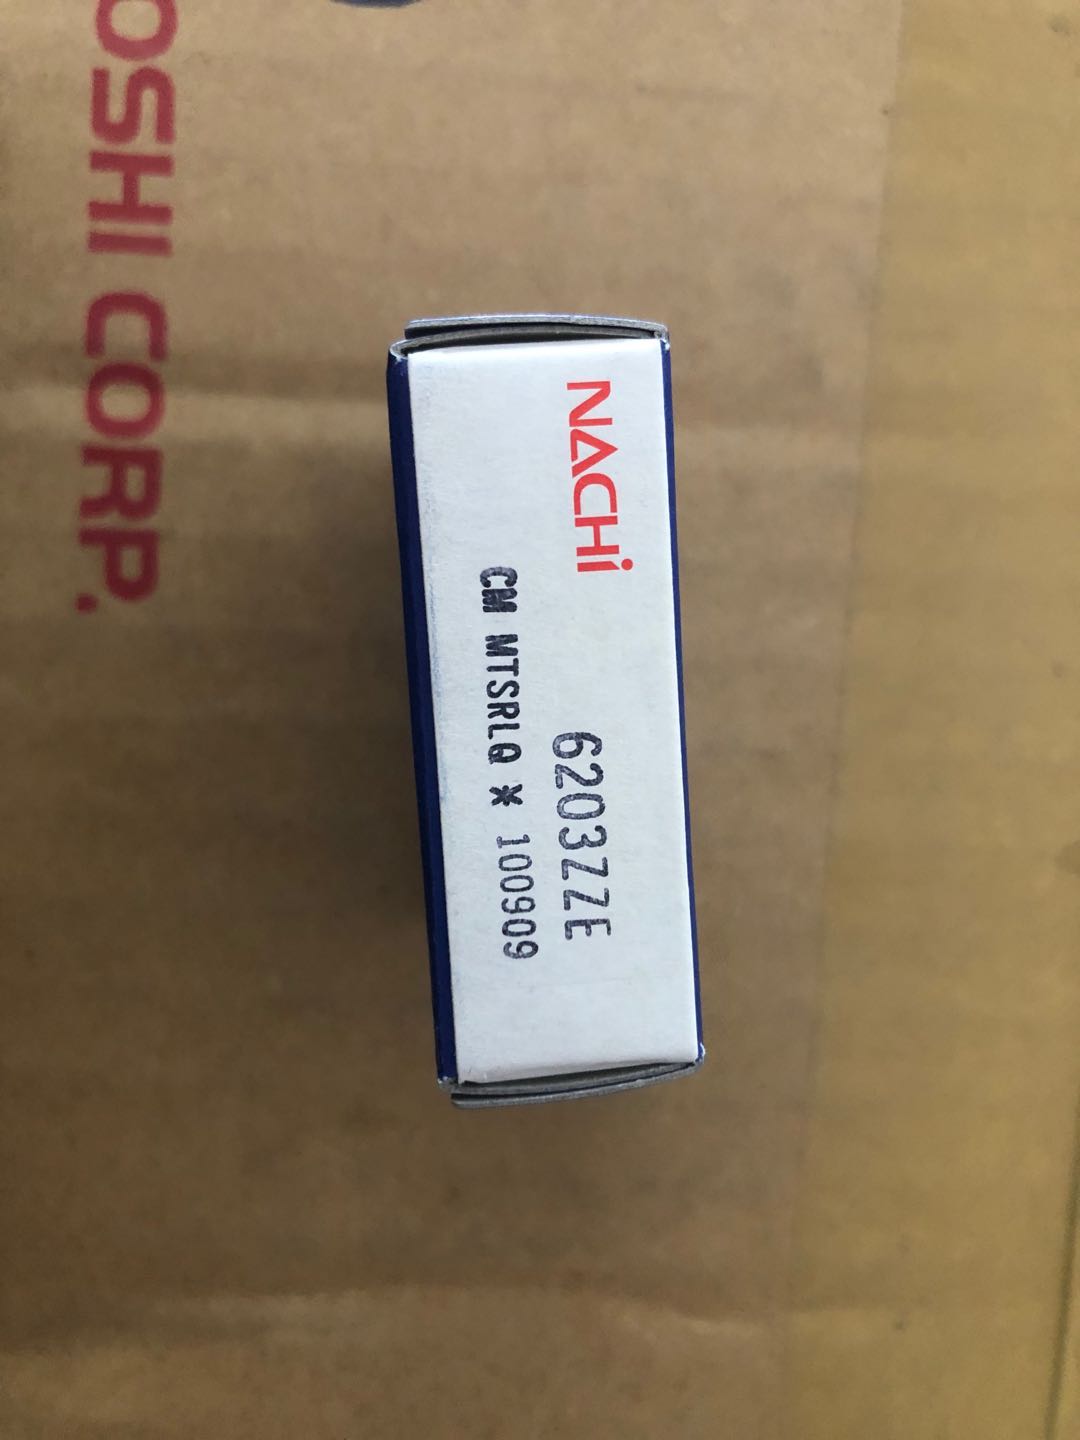 OSHI CORP.
NACHi
6203ZZE
CM MTSRLQ * 100909